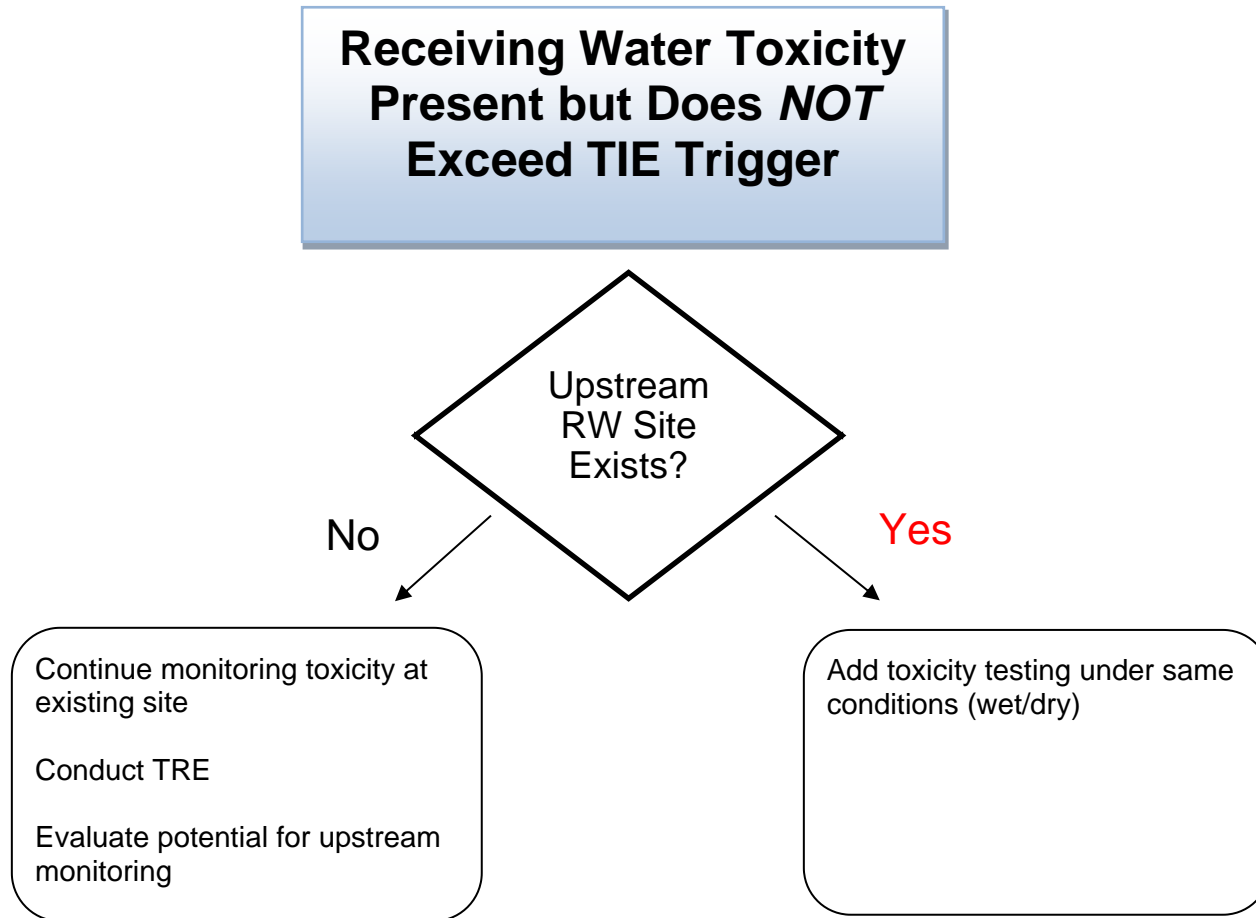 Receiving Water Toxicity
Present but Does NOT
Exceed TIE Trigger
Upstream
RW Site
Exists?
No
Yes
Continue monitoring toxicity at
existing site
Conduct TRE
Evaluate potential for upstream
monitoring
Add toxicity testing under same
conditions (wet/dry)